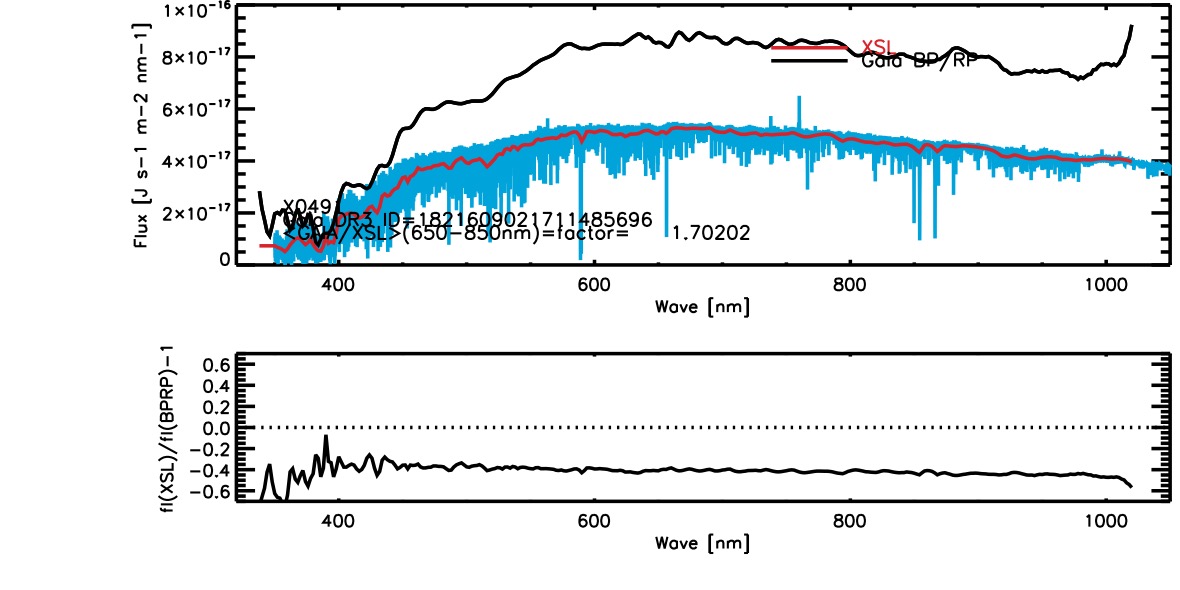 1×10−16
8×10−17
6×10−17
4×10−17
2×10−17
0
Flux [J s−1 m−2 nm−1]
XSL
Gaia BP/RP
X0491
Gaia DR3 ID=1821609021711485696
<GAIA/XSL>(650−850nm)=factor= 1.70202
400 600 800 1000
Wave [nm]
fl(XSL)/fl(BPRP)−1
0.6
0.4
0.2
0.0
−0.2
−0.4
−0.6
400 600 800 1000
Wave [nm]